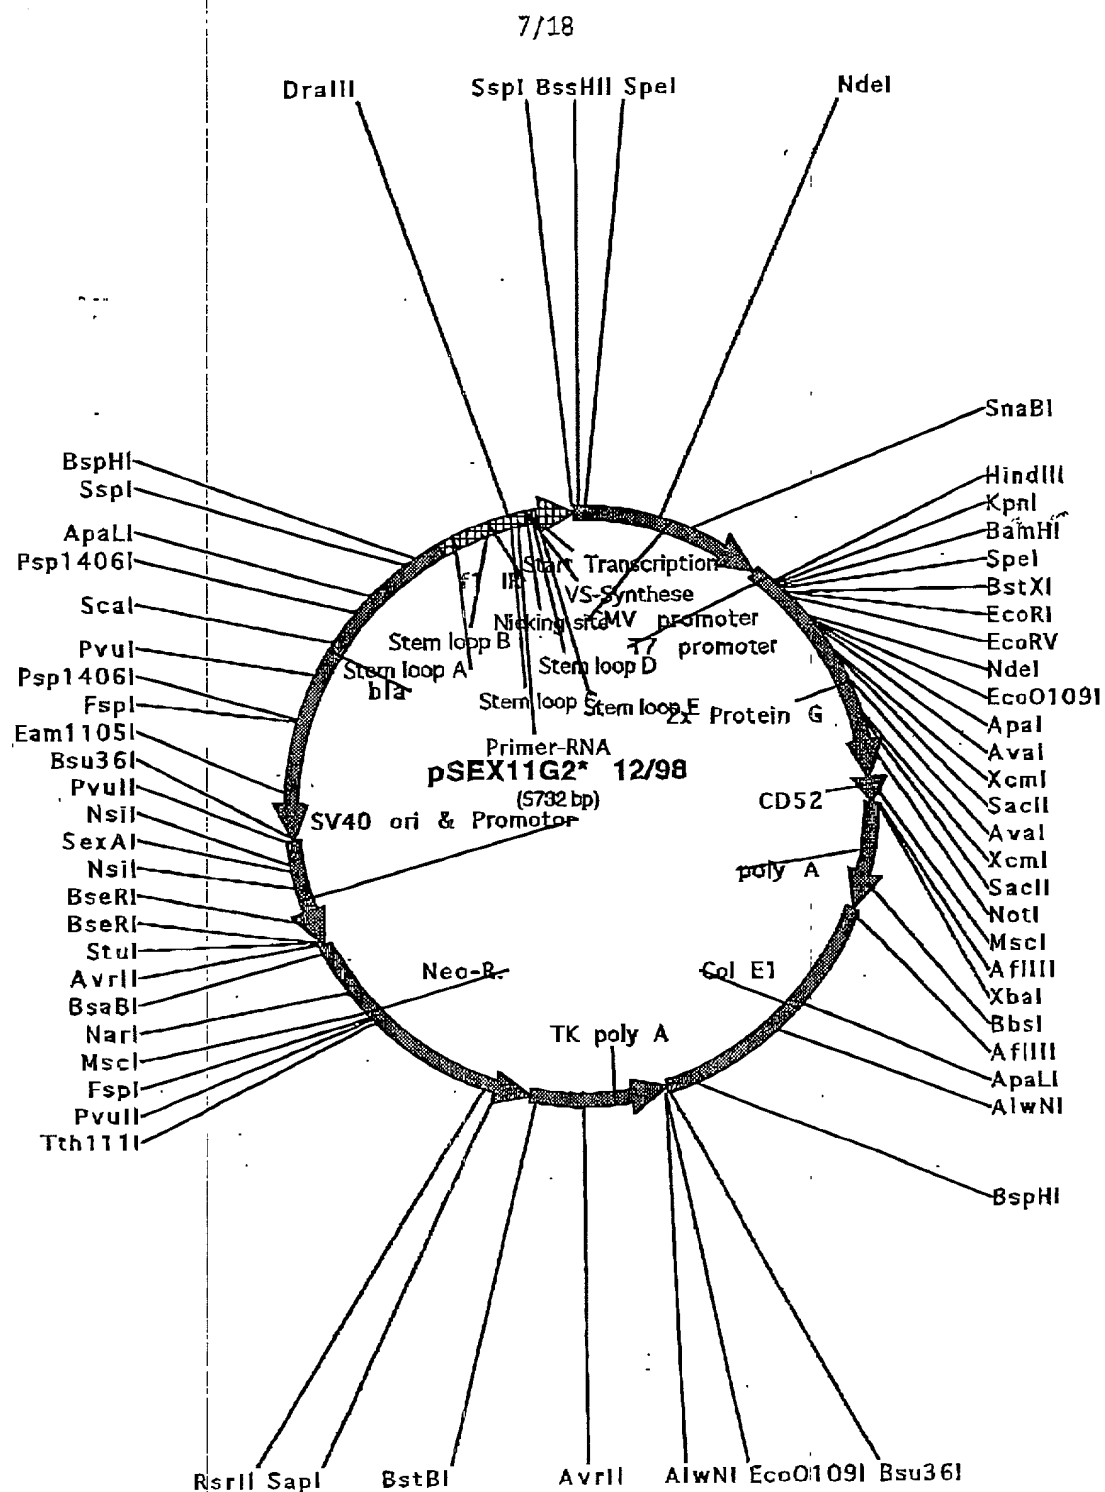 7/18
DraIII
SspI BssHII SpeI
NdeI
SnaBI
BspHI
SspI
ApaLI
Psp1406I
ScaI
PvuI
Psp1406I
FspI
Eam1105I
Bsu36I
PvuII
NsiI
SexAI
NsiI
BseRI
BseRI
StuI
AvrII
BsaBI
NarI
MscI
FspI
PvuII
Tth111I
HindIII
KpnI
BamHI
SpeI
BstXI
EcoRI
EcoRV
NdeI
EcoO109I
ApaI
AvaI
XcmI
SacII
AvaI
XcmI
SacII
NotI
MscI
AflIII
XbaI
BbsI
AflIII
ApaLI
AlwNI
BspHI
Start Transcription
f1 IR
VS-Synthese
Nicking site
CMV promoter
Stem loop B
T7 promoter
Stem loop A
Stem loop D
bla
Stem loop C
Stem loop E
2x Protein G
Primer-RNA
pSEX11G2* 12/98
(5732 bp)
CD52
SV40 ori & Promotor
poly A
Neo-R.
Col E1
TK poly A
RsrII SapI
BstBI
AvrII
AlwNI EcoO109I Bsu36I